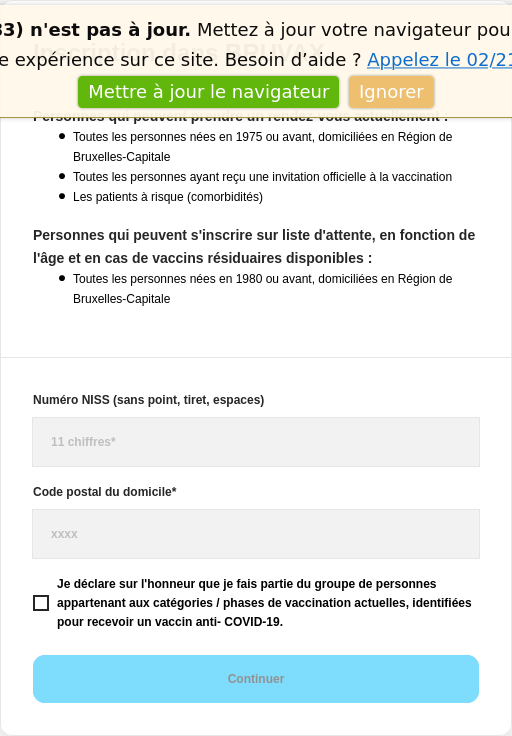 33) n'est pas à jour. Mettez à jour votre navigateur pou
Inscription dans BRUVAX
e expérience sur ce site. Besoin d’aide ? Appelez le 02/21
Mettre à jour le navigateur
Ignorer
Personnes qui peuvent prendre un rendez-vous actuellement :
Toutes les personnes nées en 1975 ou avant, domiciliées en Région de
Bruxelles-Capitale
Toutes les personnes ayant reçu une invitation officielle à la vaccination
Les patients à risque (comorbidités)
Personnes qui peuvent s'inscrire sur liste d'attente, en fonction de
l'âge et en cas de vaccins résiduaires disponibles :
Toutes les personnes nées en 1980 ou avant, domiciliées en Région de
Bruxelles-Capitale
Numéro NISS (sans point, tiret, espaces)
11 chiffres*
Code postal du domicile*
xxxx
Je déclare sur l'honneur que je fais partie du groupe de personnes
appartenant aux catégories / phases de vaccination actuelles, identifiées
pour recevoir un vaccin anti- COVID-19.
Continuer